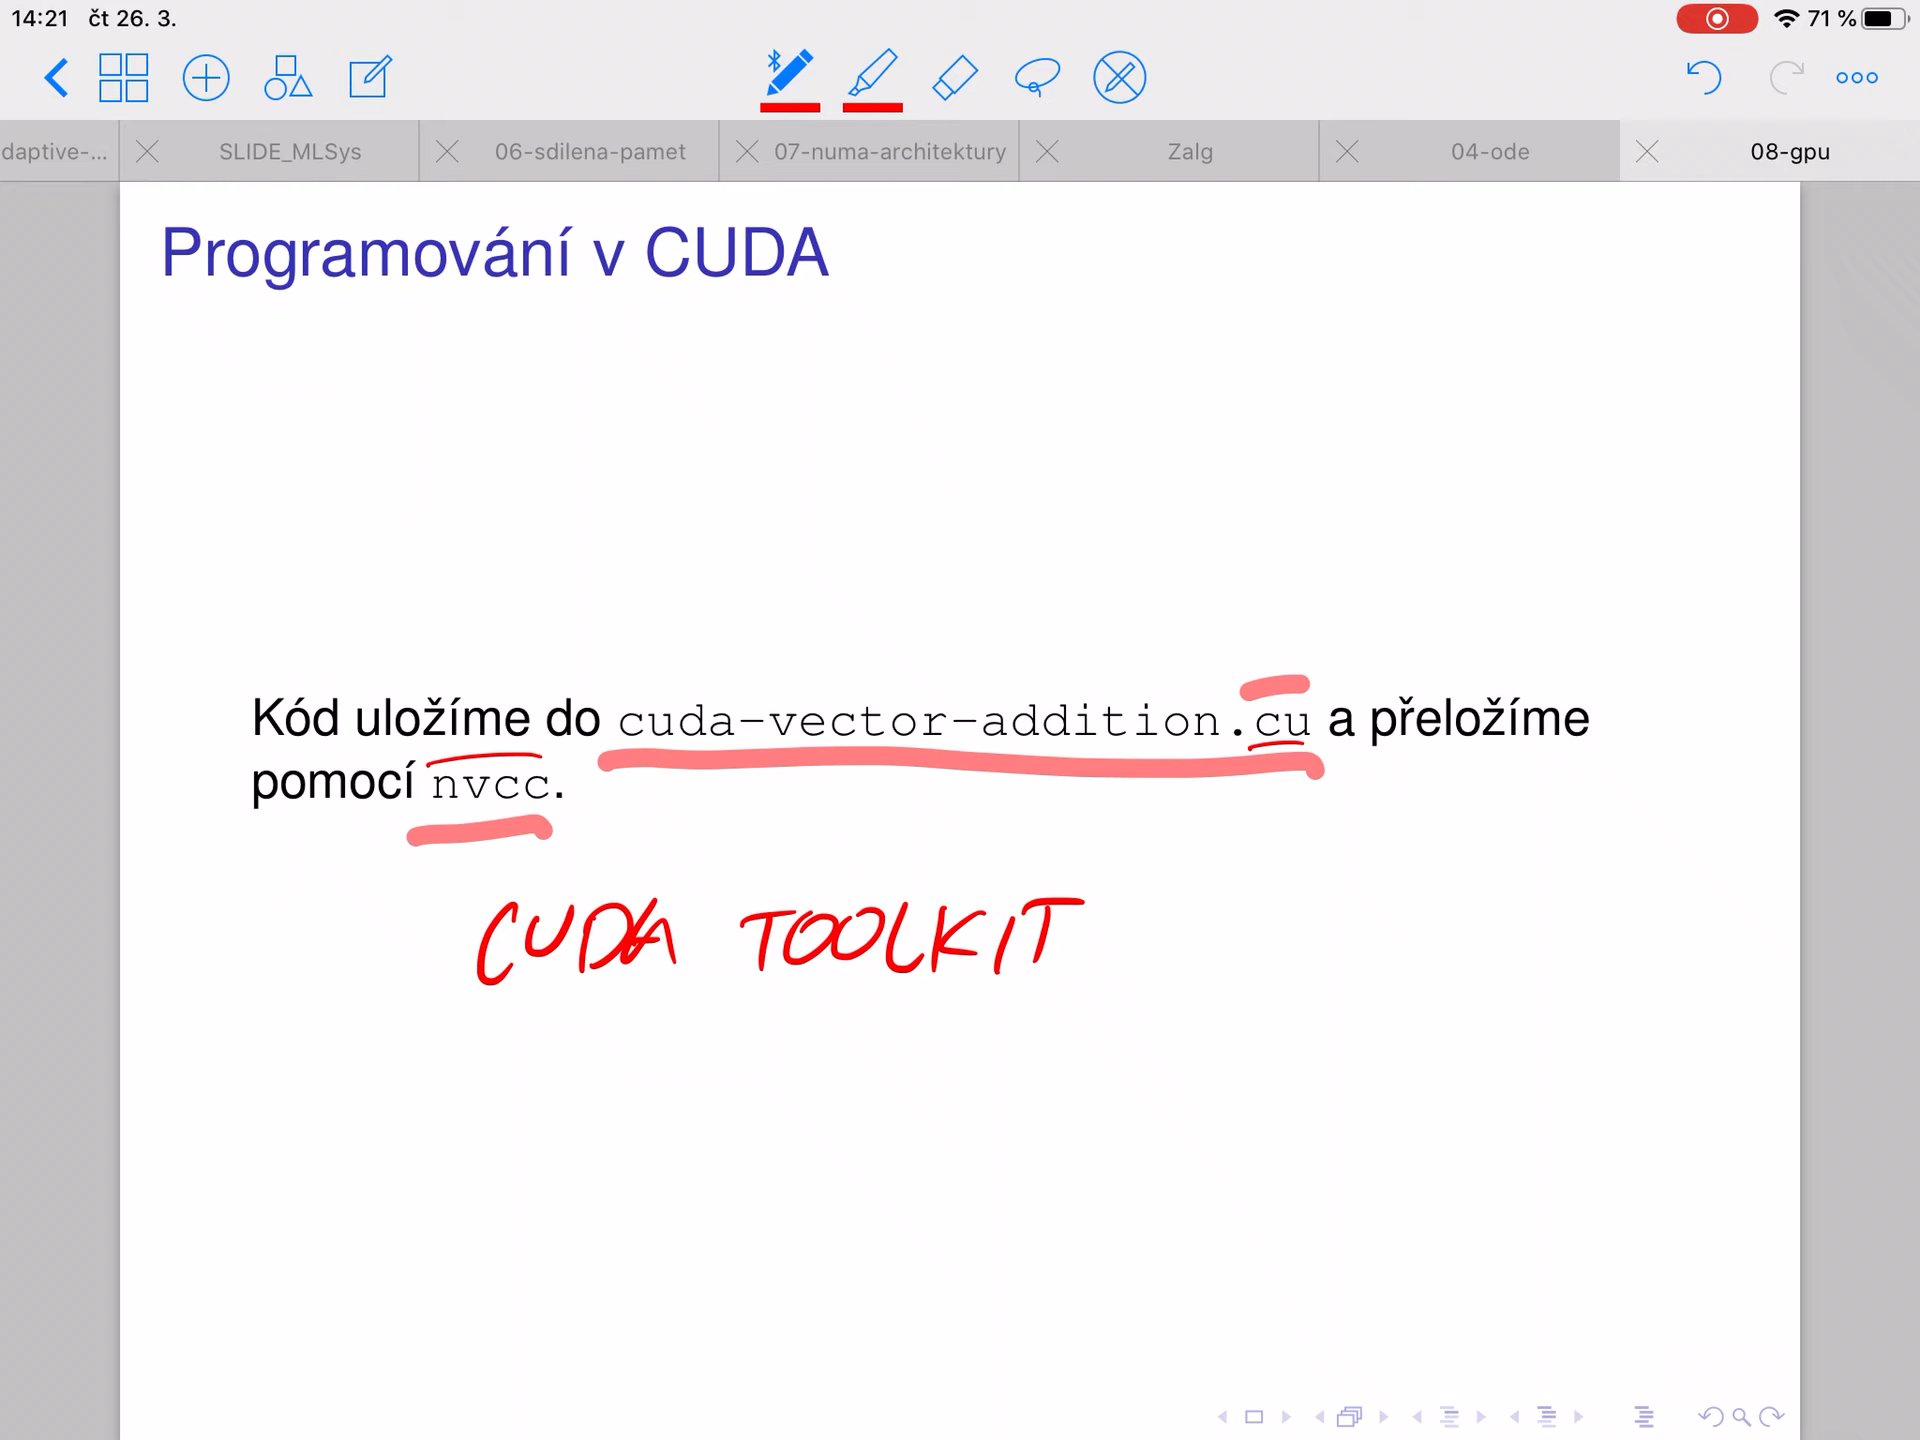 14:21 čt 26. 3. 71 %
daptive-... SLIDE_MLSys 06-sdilena-pamet 07-numa-architektury Zalg 04-ode 08-gpu
Programování v CUDA
Kód uložíme do cuda-vector-addition.cu a přeložíme
pomocí nvcc.
CUDA TOOLKIT